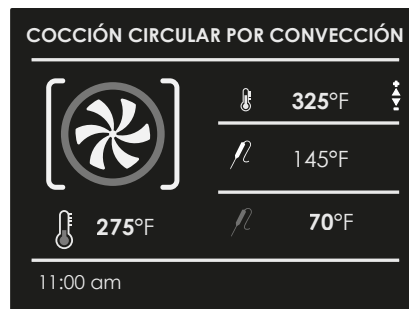 COCCIÓN CIRCULAR POR CONVECCIÓN
325°F
145°F
275°F
70°F
11:00 am